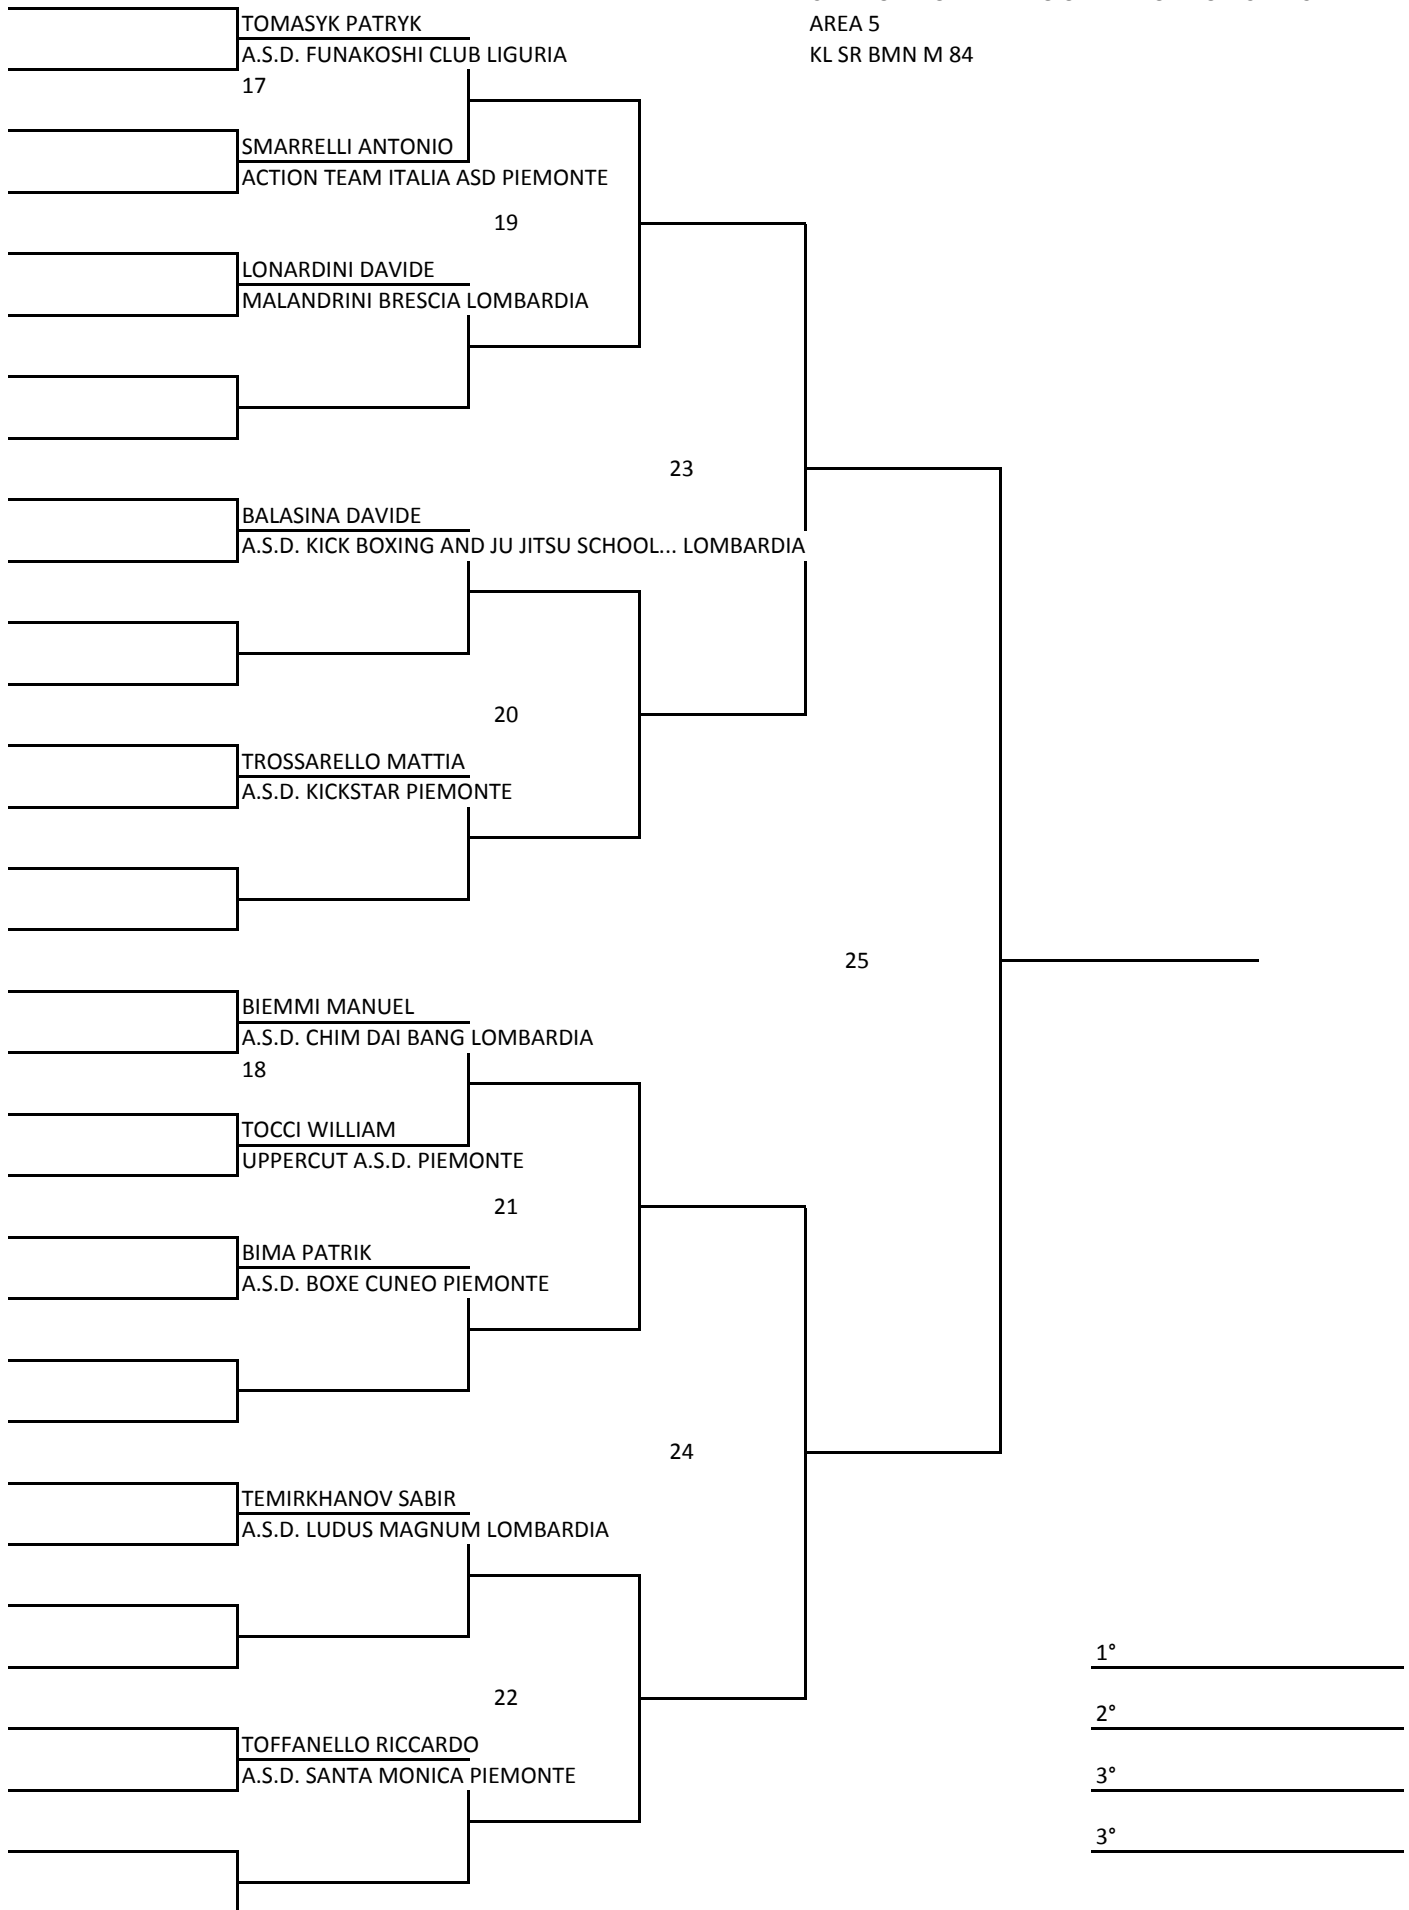 TOMASYK PATRYK
AREA 5
A.S.D. FUNAKOSHI CLUB LIGURIA
KL SR BMN M 84
17
SMARRELLI ANTONIO
ACTION TEAM ITALIA ASD PIEMONTE
19
LONARDINI DAVIDE
MALANDRINI BRESCIA LOMBARDIA
23
BALASINA DAVIDE
A.S.D. KICK BOXING AND JU JITSU SCHOOL... LOMBARDIA
20
TROSSARELLO MATTIA
A.S.D. KICKSTAR PIEMONTE
25
BIEMMI MANUEL
A.S.D. CHIM DAI BANG LOMBARDIA
18
TOCCI WILLIAM
UPPERCUT A.S.D. PIEMONTE
21
BIMA PATRIK
A.S.D. BOXE CUNEO PIEMONTE
24
TEMIRKHANOV SABIR
A.S.D. LUDUS MAGNUM LOMBARDIA
1°
22
2°
TOFFANELLO RICCARDO
A.S.D. SANTA MONICA PIEMONTE
3°
3°